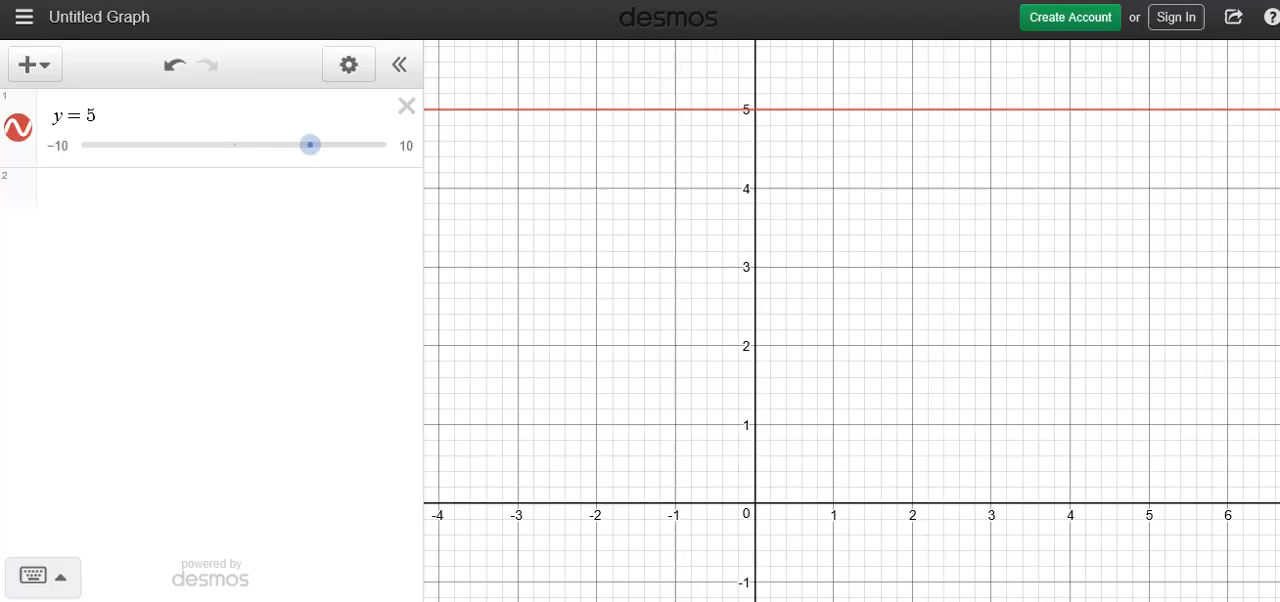 Untitled Graph
desmos
Create Account or Sign In
?
1
y = 5
−10
10
2
5
4
3
2
1
-4 -3 -2 -1 0 1 2 3 4 5 6
-1
powered by
desmos